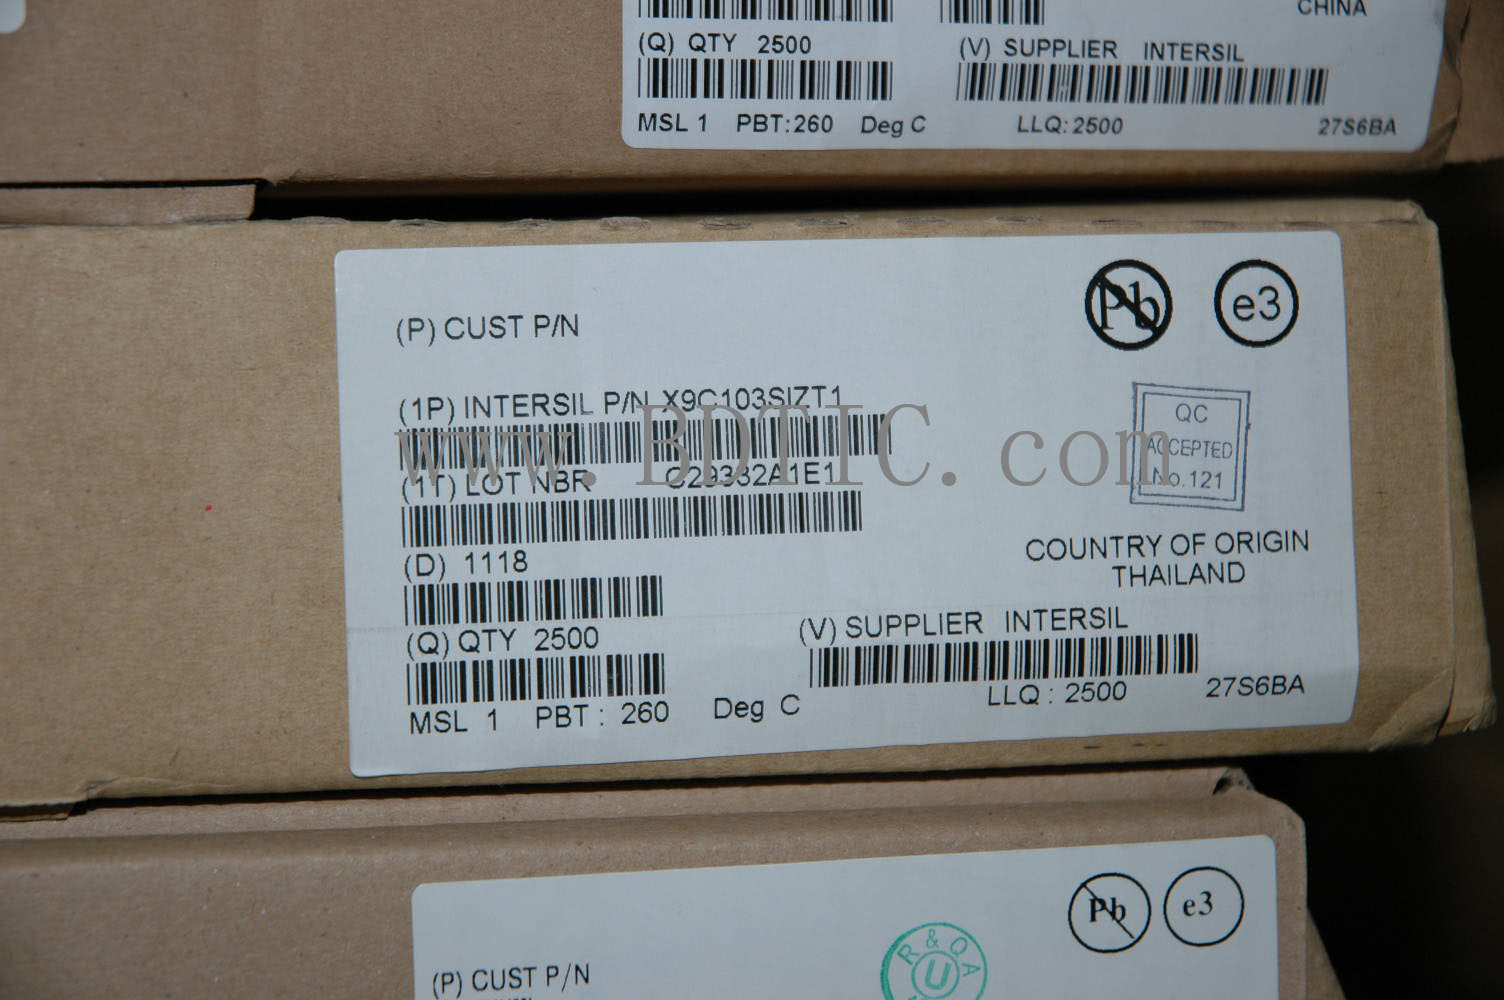 CHINA
(Q) QTY 2500
(V) SUPPLIER INTERSIL
MSL 1 PBT:260 Deg C LLQ:2500 27S6BA
Pb e3
(P) CUST P/N
(1P) INTERSIL P/N X9C103SIZT1
www.BDTIC.com
(1T) LOT NBR C29332A1E1
QC
ACCEPTED
No.121
(D) 1118
COUNTRY OF ORIGIN
THAILAND
(Q) QTY 2500
(V) SUPPLIER INTERSIL
MSL 1 PBT : 260 Deg C LLQ : 2500 27S6BA
Pb e3
R & QA
U
(P) CUST P/N